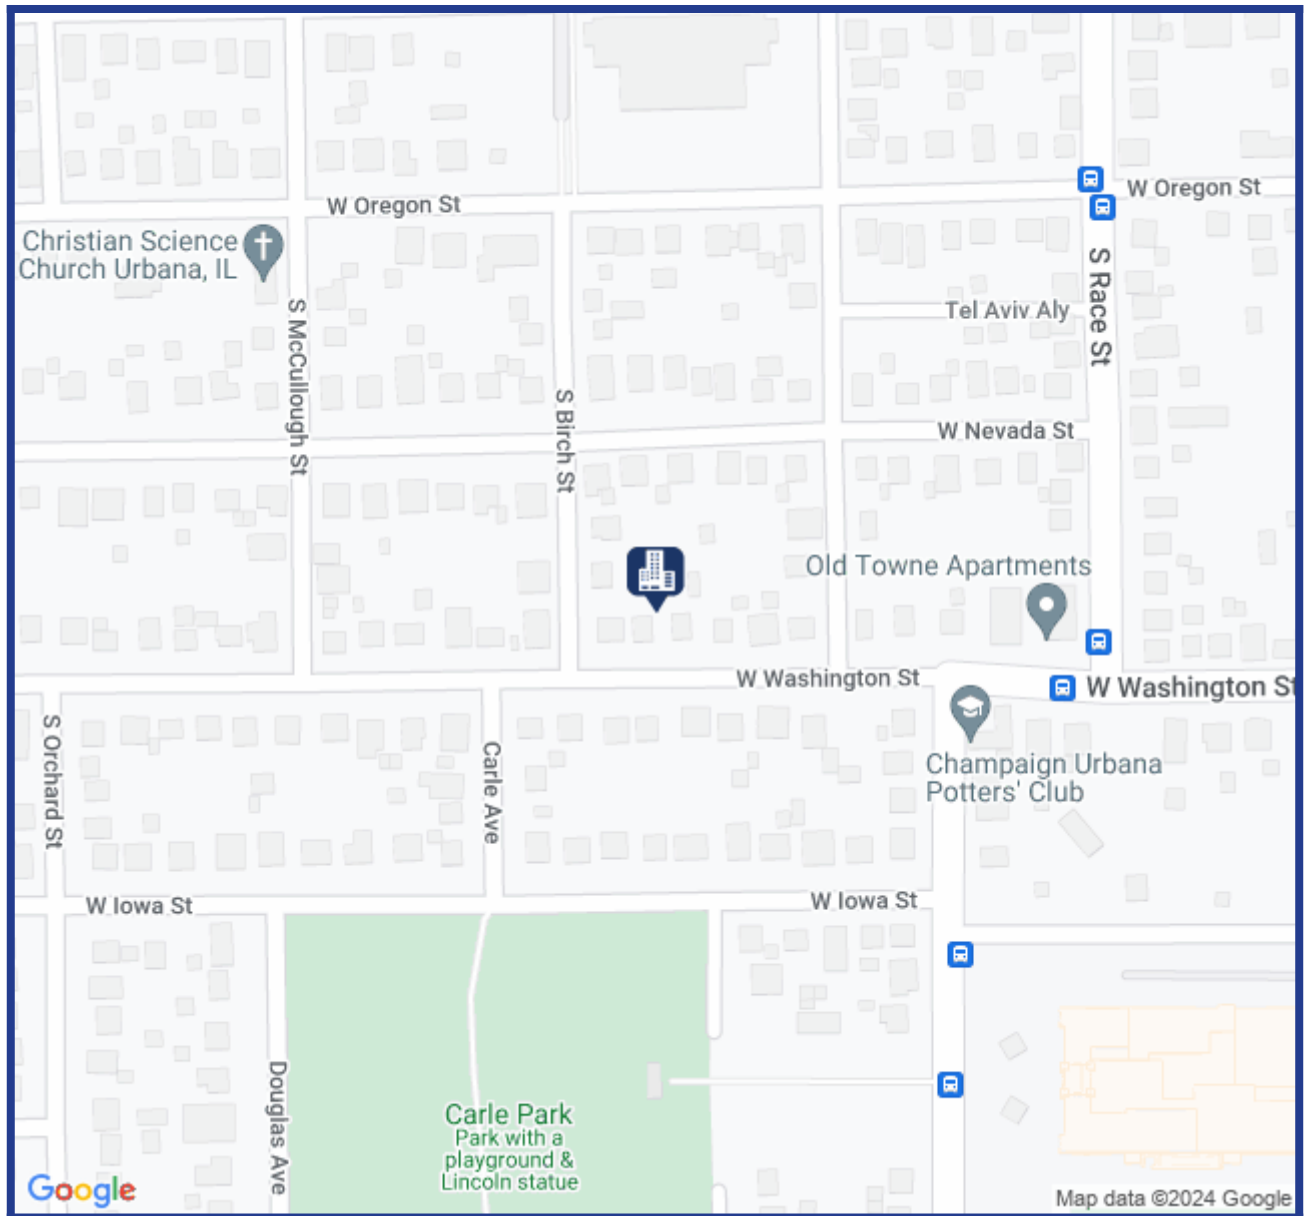 W Oregon St
W Oregon St
Christian Science
Church Urbana, IL
S McCullough St
S Race St
Tel Aviv Aly
S Birch St
W Nevada St
Old Towne Apartments
W Washington St
W Washington St
S Orchard St
Carle Ave
Champaign Urbana
Potters' Club
W Iowa St
W Iowa St
Douglas Ave
Carle Park
Park with a
playground &
Lincoln statue
Google
Map data ©2024 Google